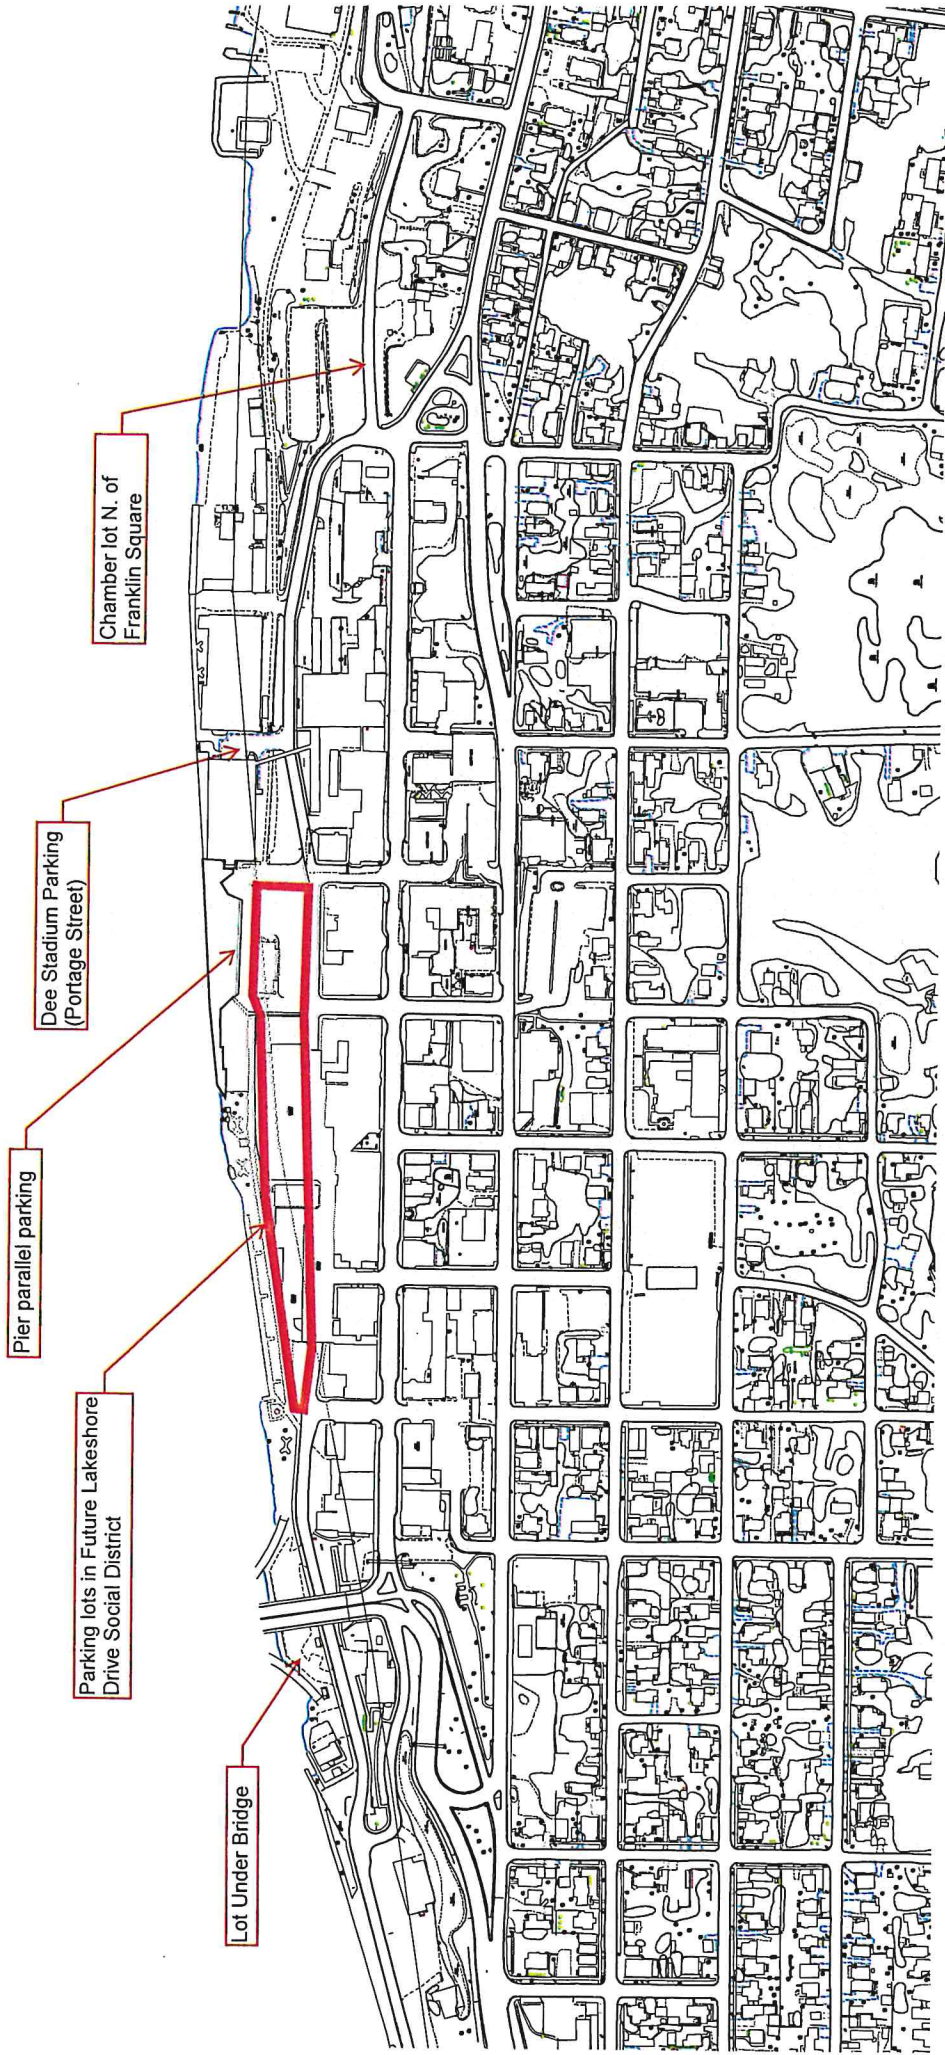 Lot Under Bridge
Parking lots in Future Lakeshore
Drive Social District
Pier parallel parking
Dee Stadium Parking
(Portage Street)
Chamber lot N. of
Franklin Square